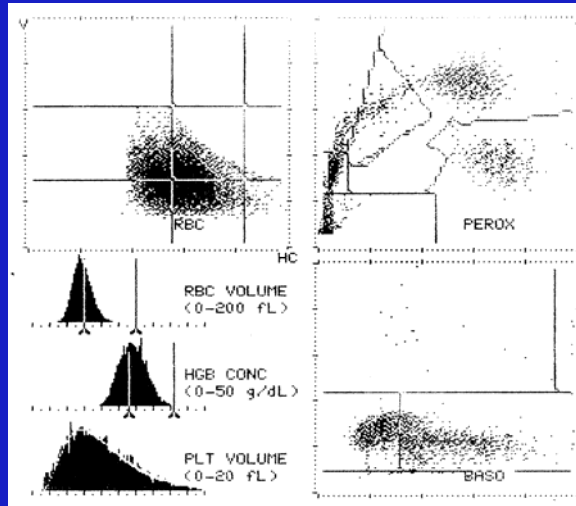 V
RBC
HC
PEROX
RBC VOLUME
(0-200 fL)
HGB CONC
(0-50 g/dL)
PLT VOLUME
(0-20 fL)
BASO